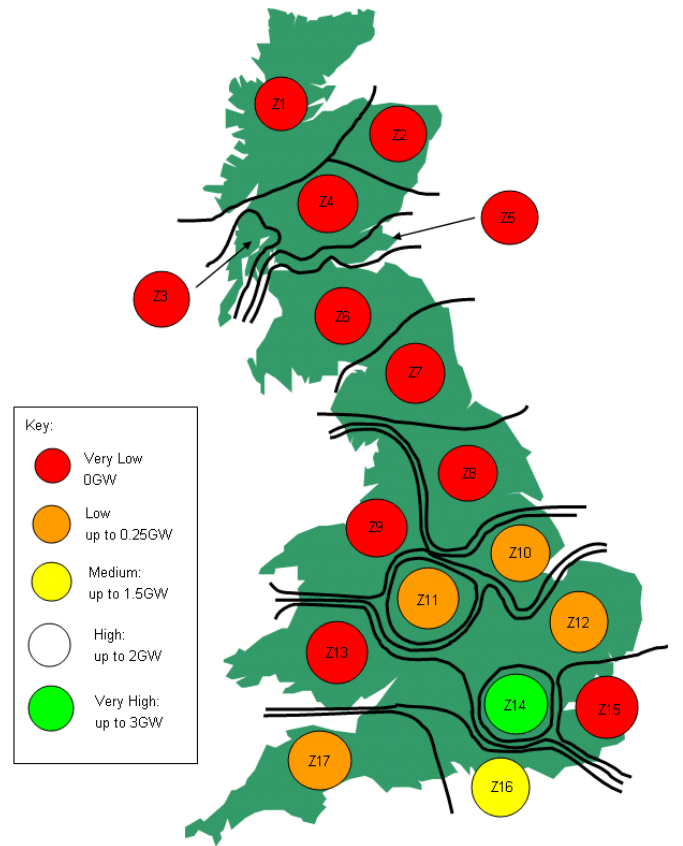 Z1
Z2
Z4
Z5
Z3
Z6
Z7
Key:
Very Low
0GW
Low
up to 0.25GW
Medium:
up to 1.5GW
High:
up to 2GW
Very High:
up to 3GW
Z8
Z9
Z10
Z11
Z12
Z13
Z14
Z15
Z17
Z16